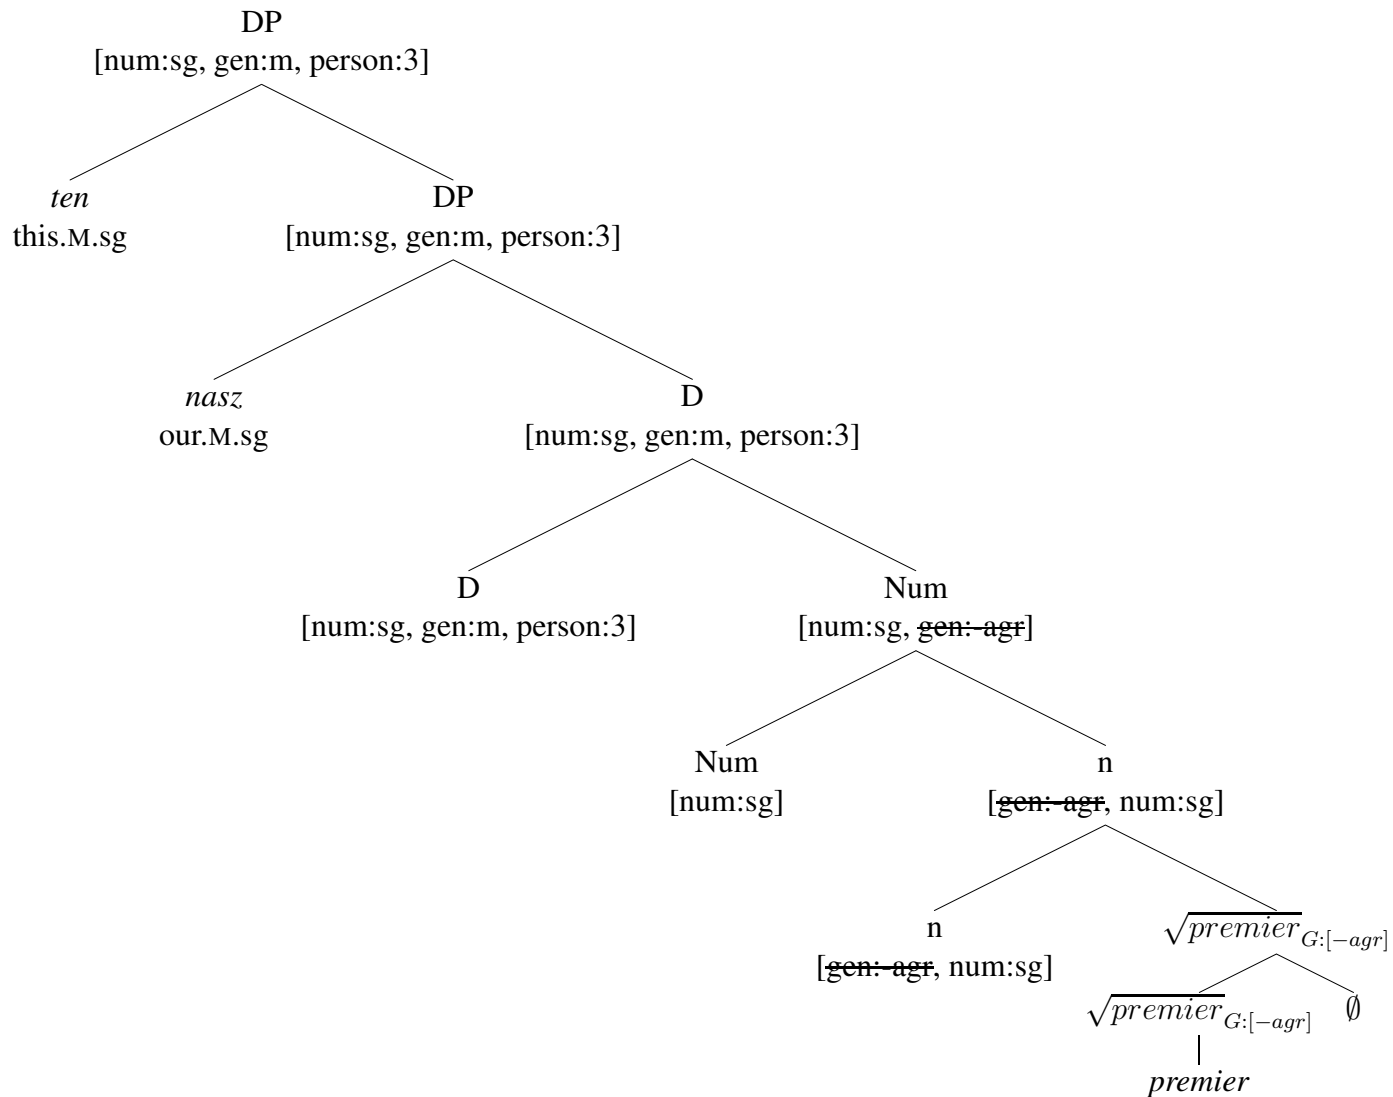 DP
[num:sg, gen:m, person:3]
ten DP
this.M.sg [num:sg, gen:m, person:3]
nasz D
our.M.sg [num:sg, gen:m, person:3]
D Num
[num:sg, gen:m, person:3] [num:sg, gen:-agr]
Num n
[num:sg] [gen:-agr, num:sg]
n √premier G:[−agr]
[gen:-agr, num:sg]
√premier G:[−agr] ∅
premier